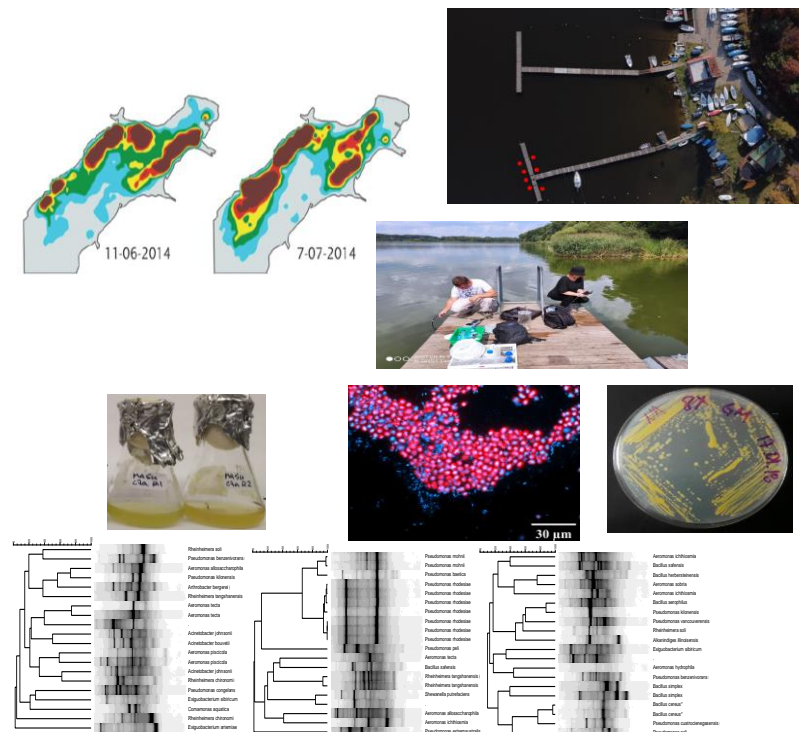 11-06-2014
7-07-2014
30 µm
Rheinheimera soli
Pseudomonas benzenivorans
Aeromonas allosaccharophila
Pseudomonas kilonensis
Arthrobacter bergerei
Rheinheimera tangshanensis
Aeromonas tecta
Aeromonas tecta
Acinetobacter johnsonii
Acinetobacter bouvetii
Aeromonas piscicola
Aeromonas piscicola
Acinetobacter johnsonii
Rheinheimera chironomi
Pseudomonas congelans
Exiguobacterium sibiricum
Comamonas aquatica
Rheinheimera chironomi
Exiguobacterium artemiae
Pseudomonas mohnii
Pseudomonas mohnii
Pseudomonas baetica
Pseudomonas rhodesiae
Pseudomonas rhodesiae
Pseudomonas rhodesiae
Pseudomonas rhodesiae
Pseudomonas rhodesiae
Pseudomonas rhodesiae
Pseudomonas rhodesiae
Pseudomonas peli
Aeromonas tecta
Bacillus safensis
Rheinheimera tangshanensis
Rheinheimera tangshanensis
Shewanella putrefaciens
Aeromonas allosaccharophila
Aeromonas ichthiosmia
Aeromonas ichthiosmia
Bacillus safensis
Bacillus herbersteinensis
Aeromonas sobria
Aeromonas ichthiosmia
Bacillus aerophilus
Pseudomonas kilonensis
Pseudomonas vancouverensis
Rheinheimera soli
Alkanindiges illinoisensis
Exiguobacterium sibiricum
Aeromonas hydrophila
Pseudomonas benzenivorans
Bacillus simplex
Bacillus simplex
Bacillus cereus*
Bacillus cereus*
Pseudomonas cuatrocienegasensis